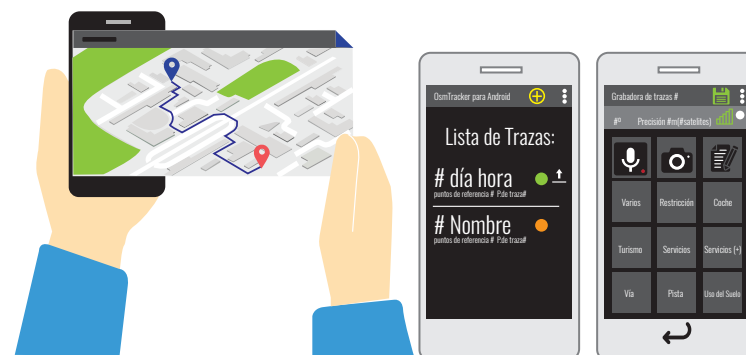 OsmTracker para Android
Lista de Trazas:
# día hora
puntos de referencia # P.de traza#
# Nombre
puntos de referencia # P.de traza#
Grabadora de trazas #
#º Precisión #m(#satelites)
Varios Restricción Coche
Turismo Servicios Servicios (+)
Vía Pista Uso del Suelo